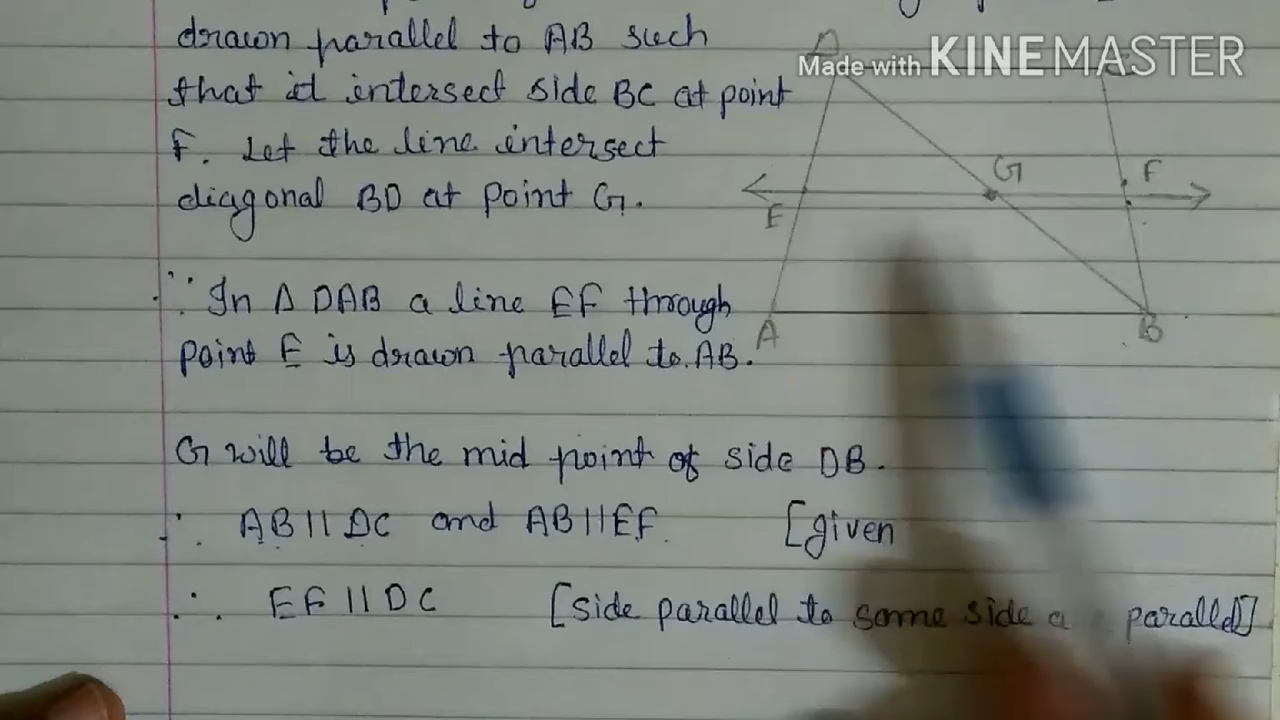 drawn parallel to AB such
that it intersect side BC at point
F. Let the line intersect
diagonal BD at point G.
∵ In Δ DAB a line EF through
point E is drawn parallel to AB.
G will be the mid point of side DB.
∵ AB || DC and AB || EF [given
∴ EF || DC [side parallel to same side parallel]
Made with KINEMASTER
D
G
F
E
A
B